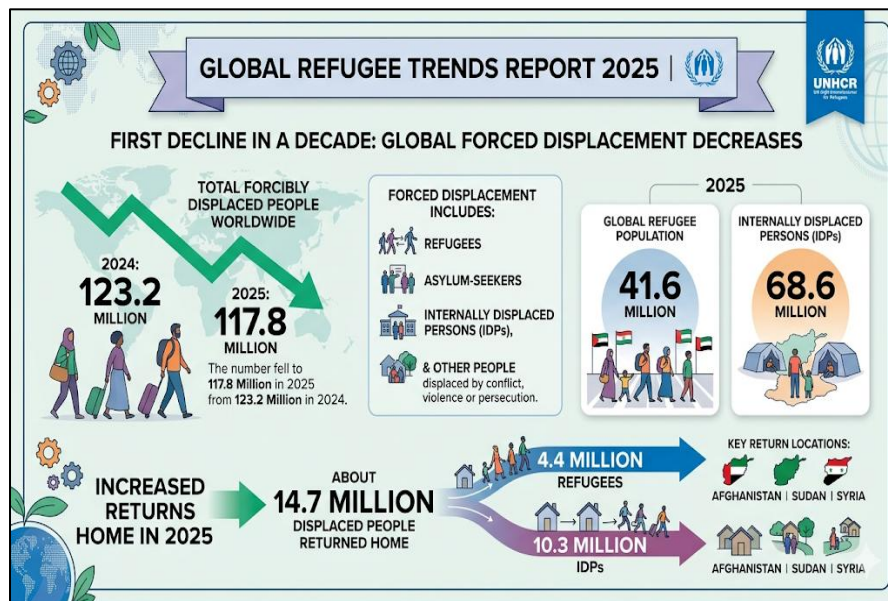 GLOBAL REFUGEE TRENDS REPORT 2025 |
UNHCR
UN High Commissioner
for Refugees
FIRST DECLINE IN A DECADE: GLOBAL FORCED DISPLACEMENT DECREASES
TOTAL FORCIBLY
DISPLACED PEOPLE
WORLDWIDE
2024:
123.2
MILLION
2025:
117.8
MILLION
The number fell to
117.8 Million in 2025
from 123.2 Million in 2024.
FORCED DISPLACEMENT
INCLUDES:
REFUGEES
ASYLUM-SEEKERS
INTERNALLY DISPLACED
PERSONS (IDPs),
& OTHER PEOPLE
displaced by conflict,
violence or persecution.
2025
GLOBAL REFUGEE
POPULATION
41.6
MILLION
INTERNALLY DISPLACED
PERSONS (IDPs)
68.6
MILLION
INCREASED
RETURNS
HOME IN 2025
ABOUT
14.7 MILLION
DISPLACED PEOPLE
RETURNED HOME
4.4 MILLION
REFUGEES
10.3 MILLION
IDPs
KEY RETURN LOCATIONS:
AFGHANISTAN | SUDAN | SYRIA
AFGHANISTAN | SUDAN | SYRIA